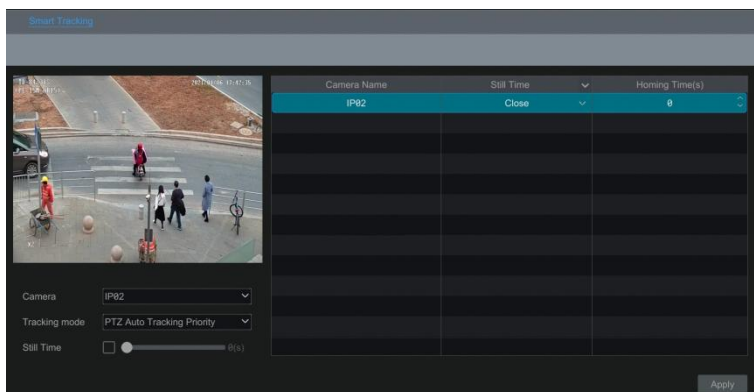 Smart Tracking
Camera Name Still Time Homing Time(s)
IP02 Close 0
Camera IP02
Tracking mode PTZ Auto Tracking Priority
Still Time 0(s)
Apply